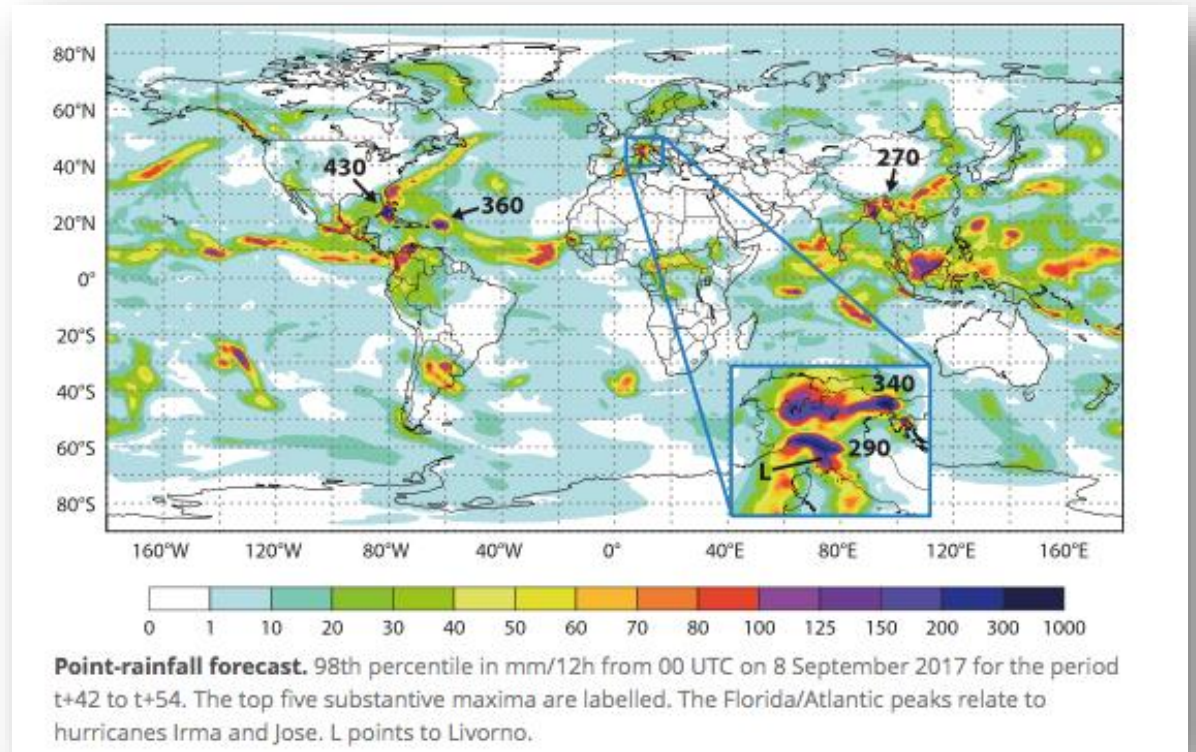 80°N
60°N
430
270
40°N
360
20°N
0°
20°S
340
40°S
290
60°S
L
80°S
160°W 120°W 80°W 40°W 0° 40°E 80°E 120°E 160°E
0 1 10 20 30 40 50 60 70 80 100 125 150 200 300 1000
Point-rainfall forecast. 98th percentile in mm/12h from 00 UTC on 8 September 2017 for the period
t+42 to t+54. The top five substantive maxima are labelled. The Florida/Atlantic peaks relate to
hurricanes Irma and Jose. L points to Livorno.